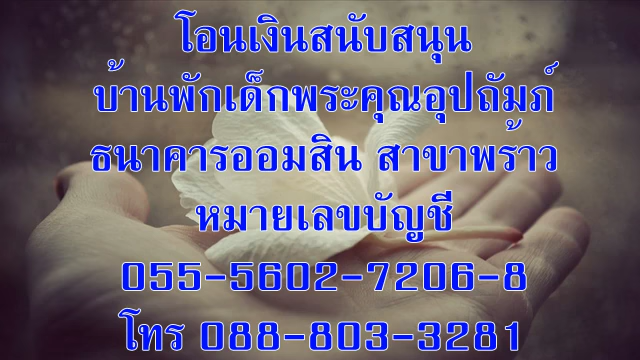 โอนเงินสนับสนุน
บ้านพักเด็กพระคุณอุปถัมภ์
ธนาคารออมสิน สาขาพร้าว
หมายเลขบัญชี
055-5602-7206-8
โทร 088-803-3281